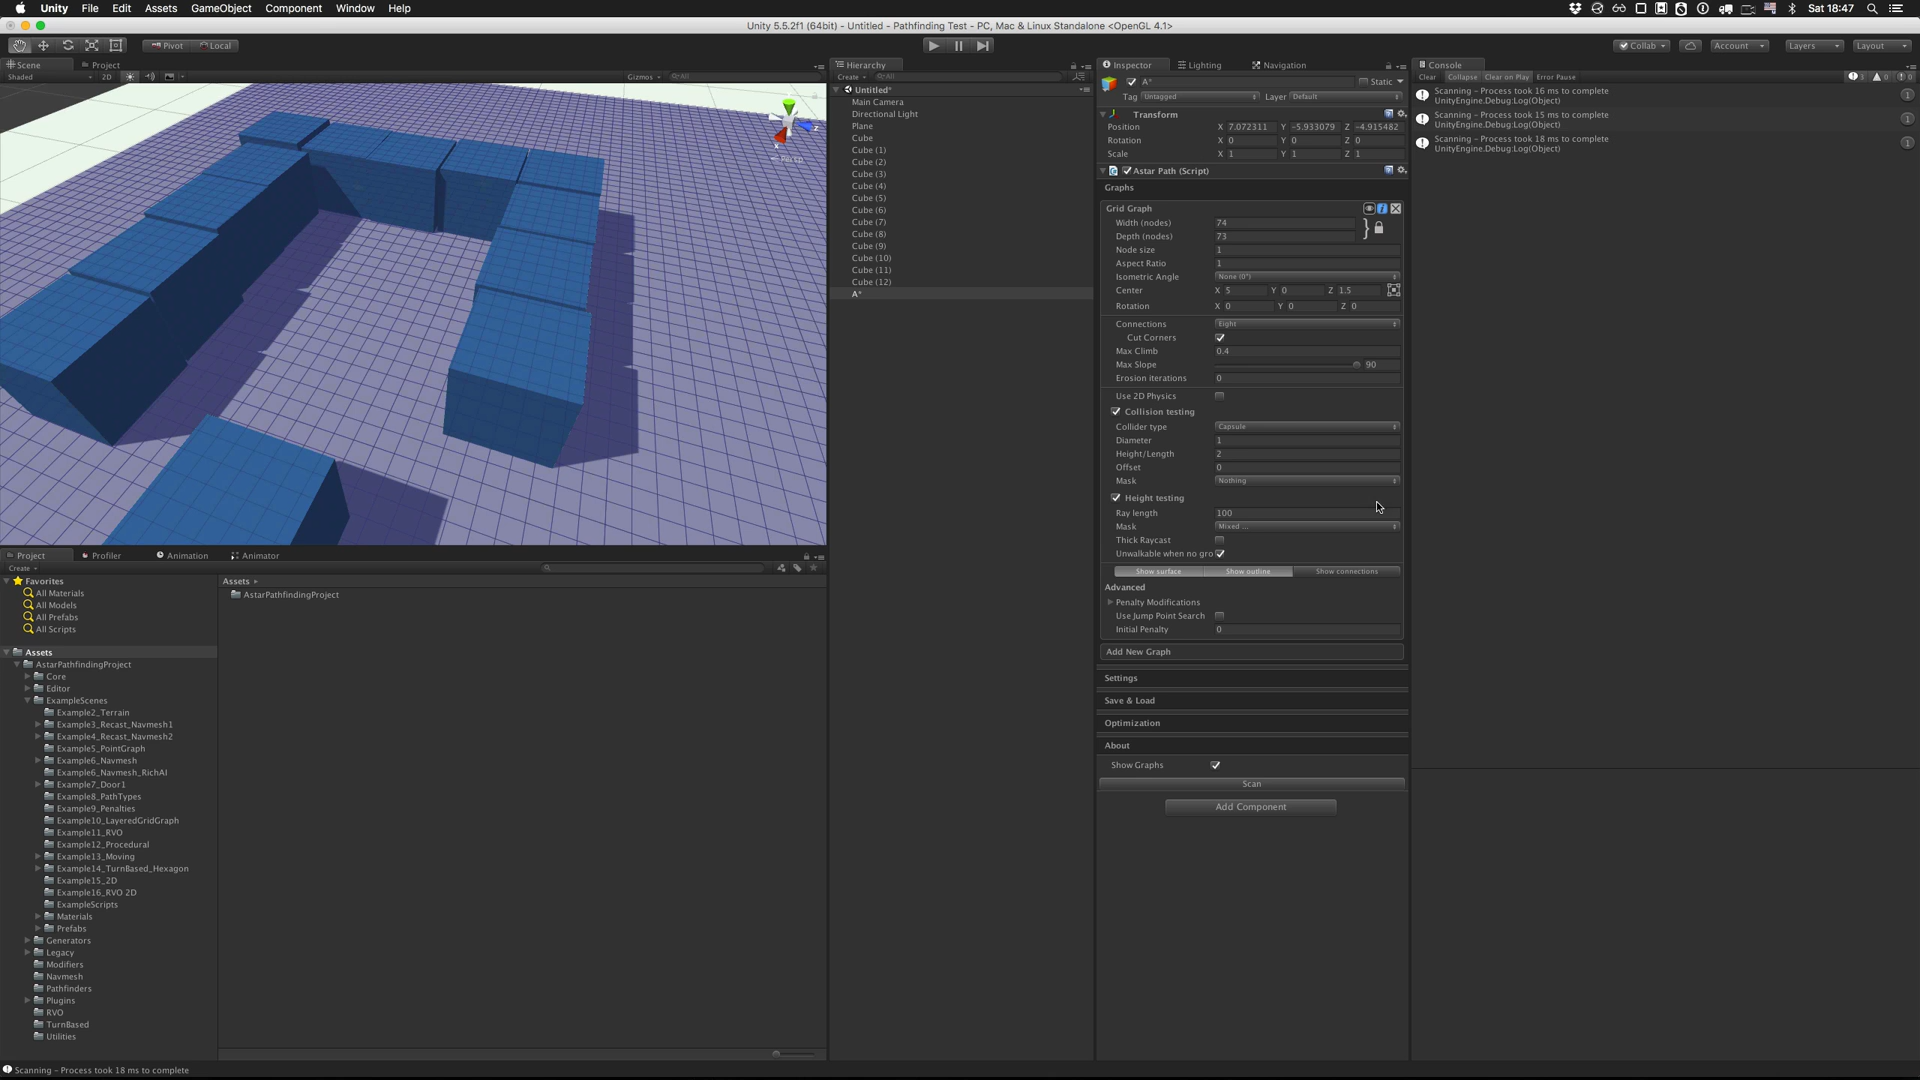 Unity File Edit Assets GameObject Component Window Help
Sat 18:47
Unity 5.5.2f1 (64bit) - Untitled - Pathfinding Test - PC, Mac & Linux Standalone <OpenGL 4.1>
Pivot Local
Collab Account Layers Layout
Scene Project
Shaded 2D Gizmos All
Persp
Hierarchy
Create All
Untitled*
Main Camera
Directional Light
Plane
Cube
Cube (1)
Cube (2)
Cube (3)
Cube (4)
Cube (5)
Cube (6)
Cube (7)
Cube (8)
Cube (9)
Cube (10)
Cube (11)
Cube (12)
A*
Inspector Lighting Navigation
A* Static
Tag Untagged Layer Default
Transform
Position X 7.072311 Y -5.933079 Z -4.915482
Rotation X 0 Y 0 Z 0
Scale X 1 Y 1 Z 1
Astar Path (Script)
Graphs
Grid Graph
Width (nodes) 74
Depth (nodes) 73
Node size 1
Aspect Ratio 1
Isometric Angle None (0°)
Center X 5 Y 0 Z 1.5
Rotation X 0 Y 0 Z 0
Connections Eight
Cut Corners
Max Climb 0.4
Max Slope 90
Erosion iterations 0
Use 2D Physics
Collision testing
Collider type Capsule
Diameter 1
Height/Length 2
Offset 0
Mask Nothing
Height testing
Ray length 100
Mask Mixed ...
Thick Raycast
Unwalkable when no gro
Show surface Show outline Show connections
Advanced
Penalty Modifications
Use Jump Point Search
Initial Penalty 0
Add New Graph
Settings
Save & Load
Optimization
About
Show Graphs
Scan
Add Component
Console
Clear Collapse Clear on Play Error Pause 3 0 0
Scanning - Process took 16 ms to complete
UnityEngine.Debug:Log(Object)
1
Scanning - Process took 15 ms to complete
UnityEngine.Debug:Log(Object)
1
Scanning - Process took 18 ms to complete
UnityEngine.Debug:Log(Object)
1
Project Profiler Animation Animator
Create
Favorites
All Materials
All Models
All Prefabs
All Scripts
Assets
AstarPathfindingProject
Core
Editor
ExampleScenes
Example2_Terrain
Example3_Recast_Navmesh1
Example4_Recast_Navmesh2
Example5_PointGraph
Example6_Navmesh
Example6_Navmesh_RichAI
Example7_Door1
Example8_PathTypes
Example9_Penalties
Example10_LayeredGridGraph
Example11_RVO
Example12_Procedural
Example13_Moving
Example14_TurnBased_Hexagon
Example15_2D
Example16_RVO 2D
ExampleScripts
Materials
Prefabs
Generators
Legacy
Modifiers
Navmesh
Pathfinders
Plugins
RVO
TurnBased
Utilities
Assets
AstarPathfindingProject
Scanning - Process took 18 ms to complete